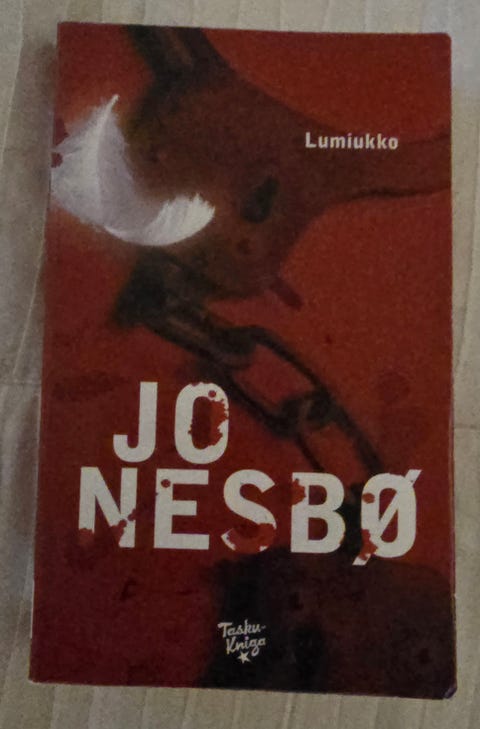 Lumiukko
JO
NESBØ
Tasku-
Kniga